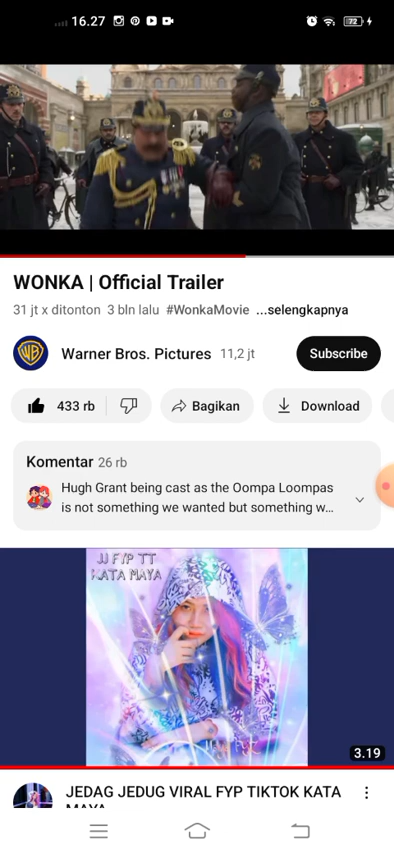 16.27
72
WONKA | Official Trailer
31 jt x ditonton 3 bln lalu #WonkaMovie ...selengkapnya
WB
Warner Bros. Pictures 11,2 jt
Subscribe
433 rb
Bagikan
Download
Komentar 26 rb
Hugh Grant being cast as the Oompa Loompas
is not something we wanted but something w...
JJ FYP TT
KATA MAYA
3.19
JEDAG JEDUG VIRAL FYP TIKTOK KATA
MAYA